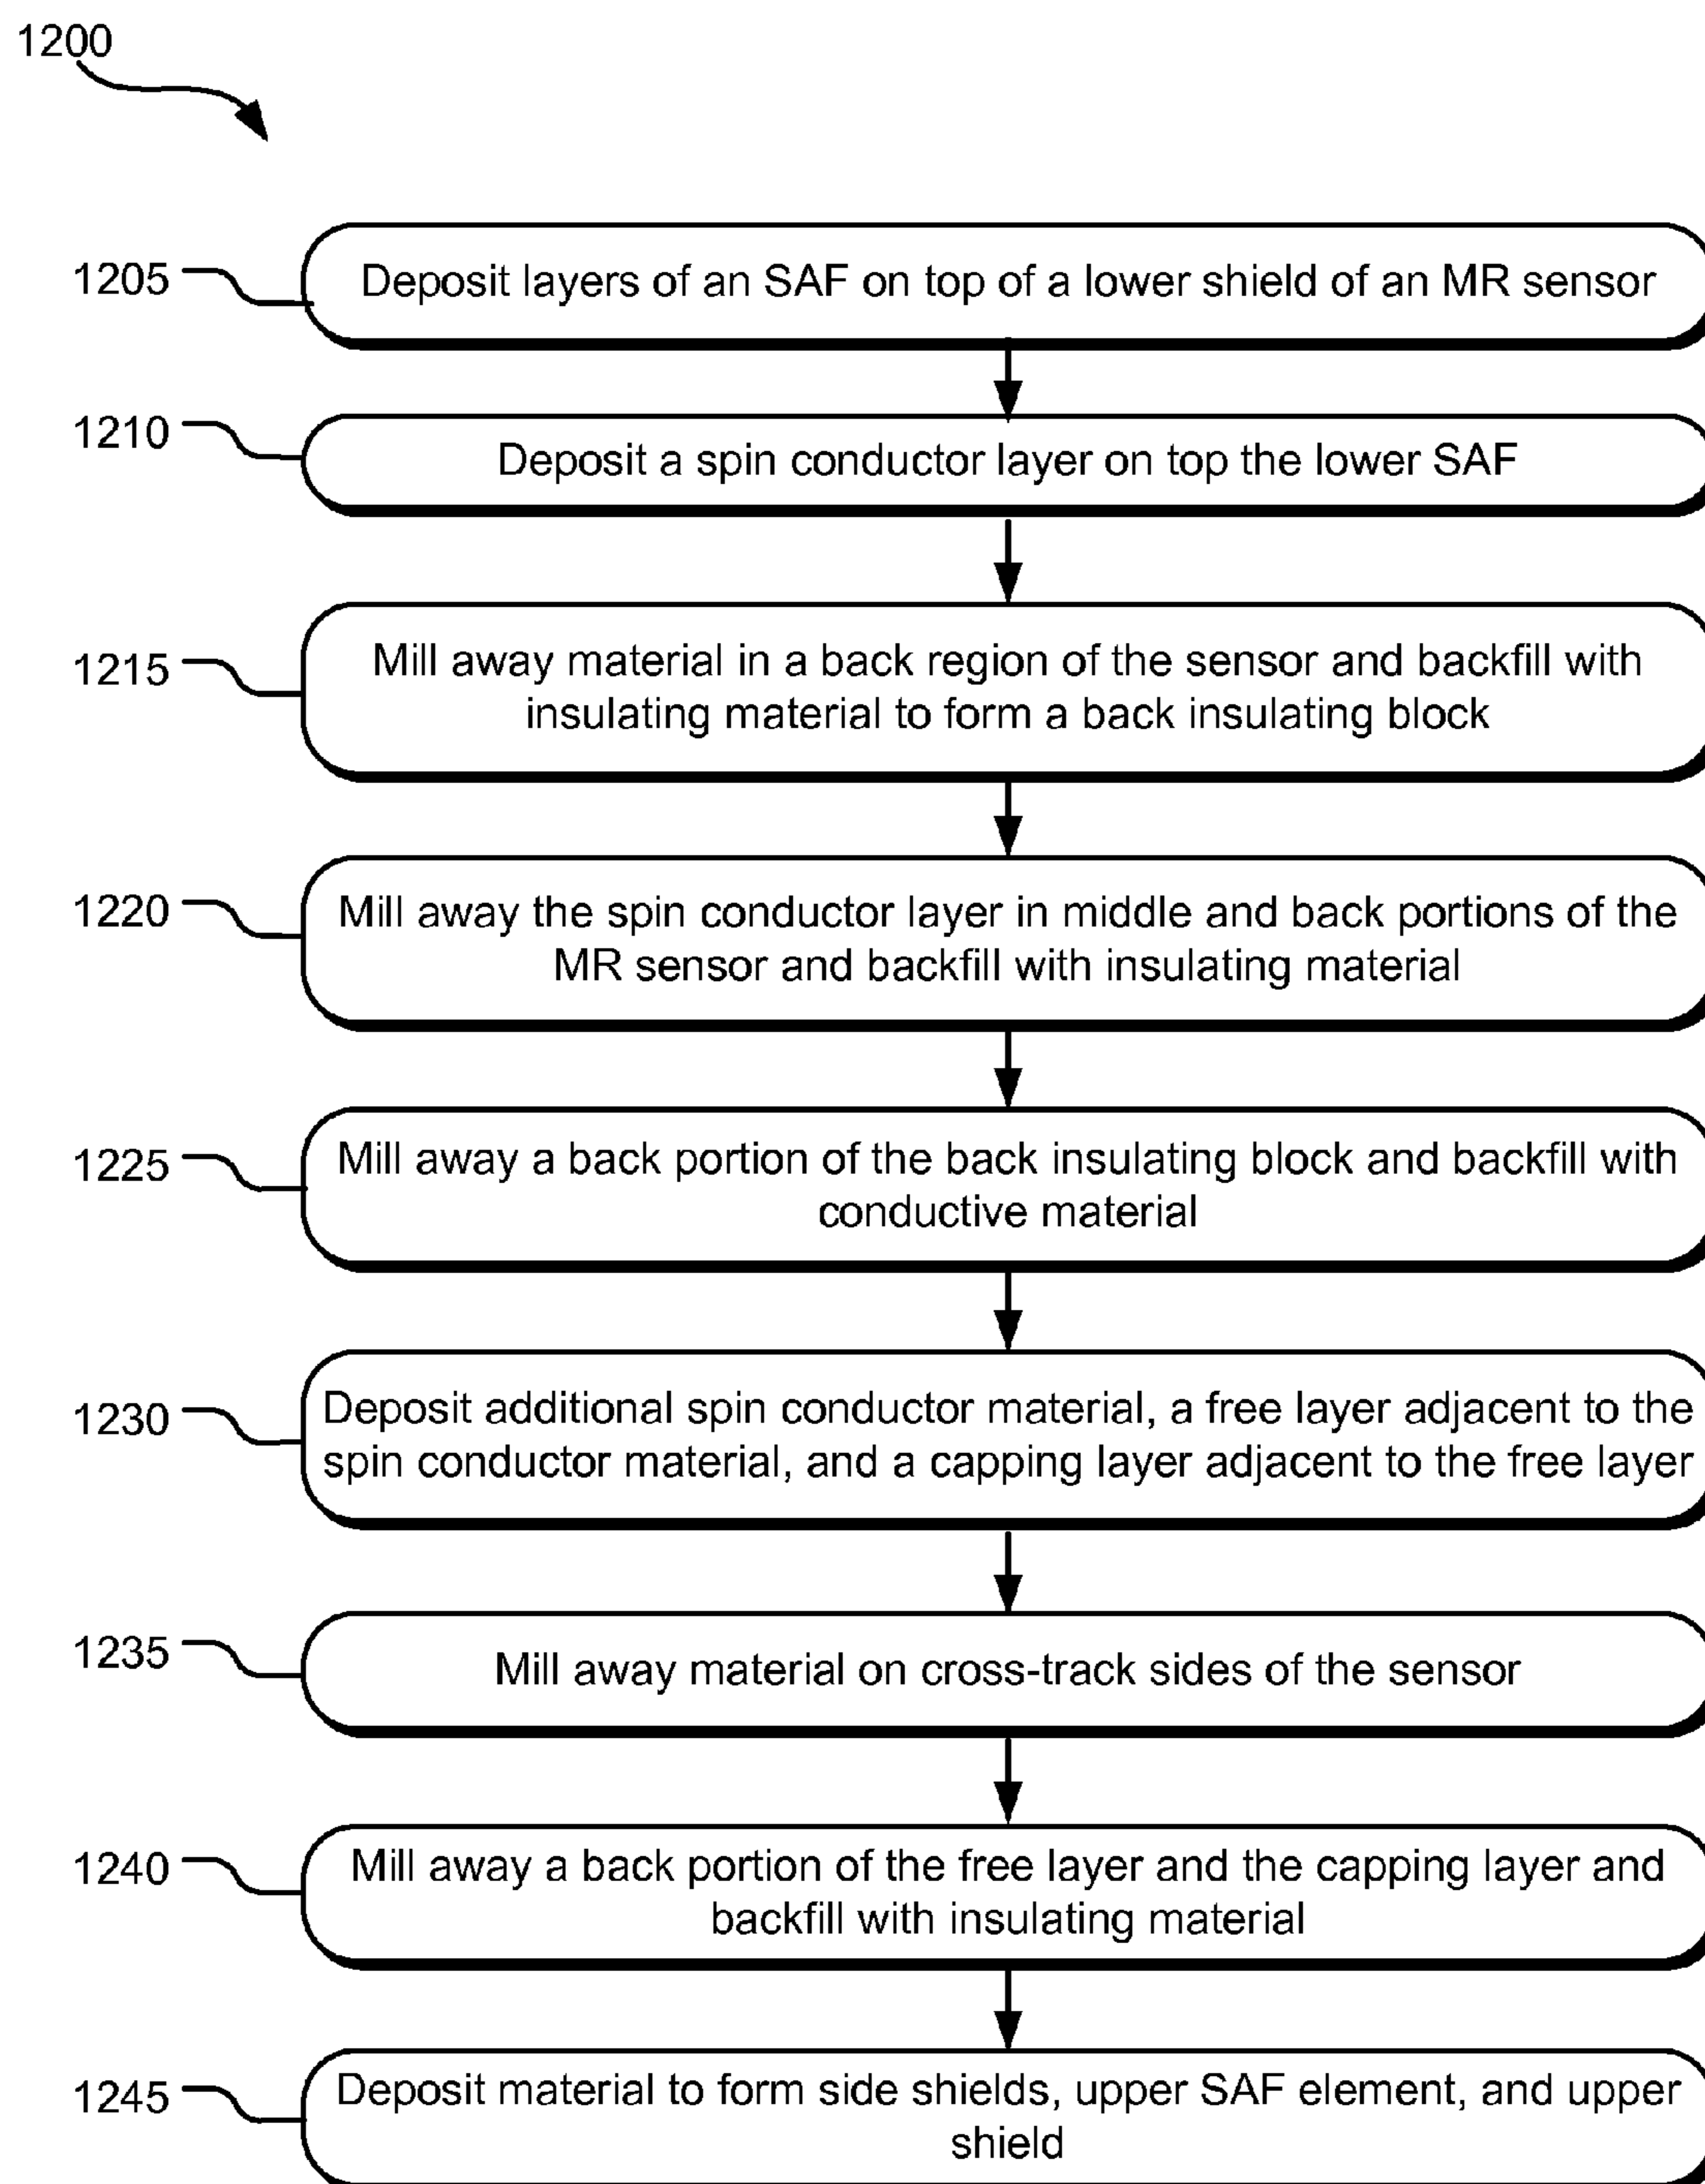 1200
1205
Deposit layers of an SAF on top of a lower shield of an MR sensor
1210
Deposit a spin conductor layer on top the lower SAF
1215
Mill away material in a back region of the sensor and backfill with
insulating material to form a back insulating block
1220
Mill away the spin conductor layer in middle and back portions of the
MR sensor and backfill with insulating material
1225
Mill away a back portion of the back insulating block and backfill with
conductive material
1230
Deposit additional spin conductor material, a free layer adjacent to the
spin conductor material, and a capping layer adjacent to the free layer
1235
Mill away material on cross-track sides of the sensor
1240
Mill away a back portion of the free layer and the capping layer and
backfill with insulating material
1245
Deposit material to form side shields, upper SAF element, and upper
shield